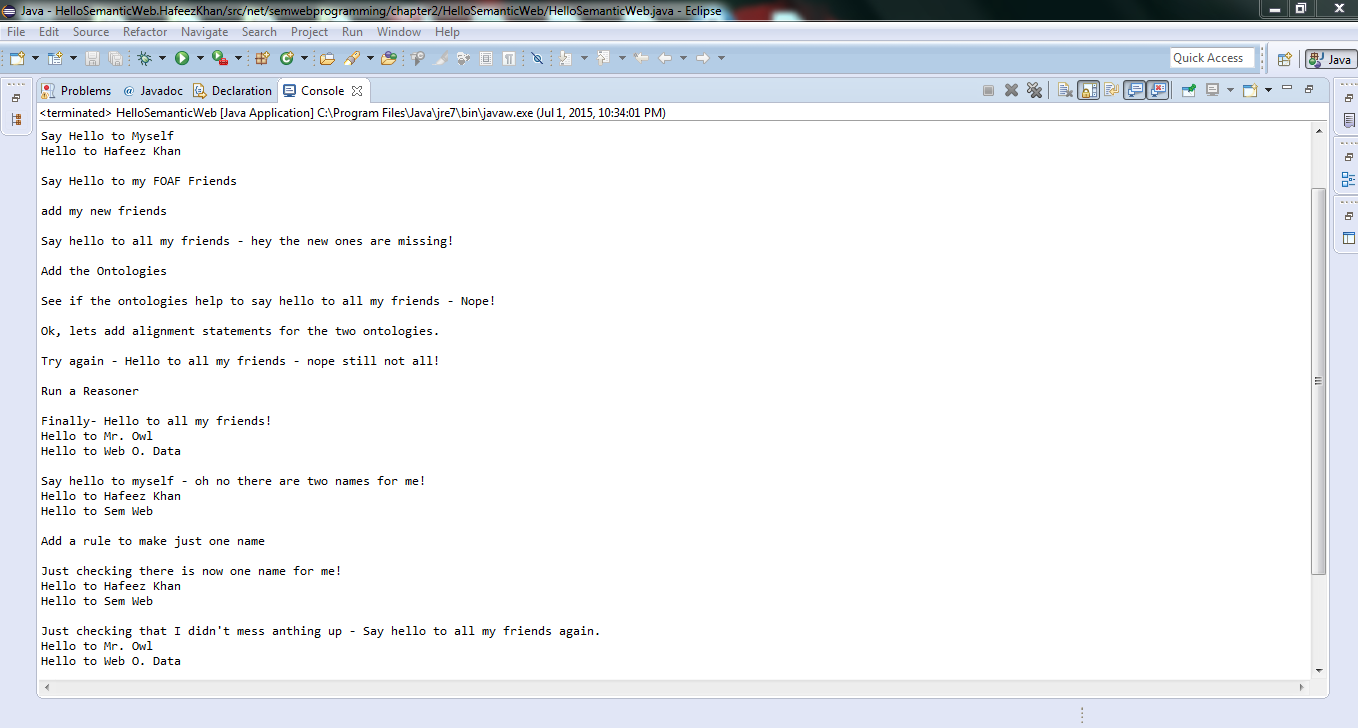 Java - HelloSemanticWeb.HafeezKhan/src/net/semwebprogramming/chapter2/HelloSemanticWeb/HelloSemanticWeb.java - Eclipse
File Edit Source Refactor Navigate Search Project Run Window Help
Quick Access Java
Problems @ Javadoc Declaration Console
<terminated> HelloSemanticWeb [Java Application] C:\Program Files\Java\jre7\bin\javaw.exe (Jul 1, 2015, 10:34:01 PM)
Say Hello to Myself
Hello to Hafeez Khan
Say Hello to my FOAF Friends
add my new friends
Say hello to all my friends - hey the new ones are missing!
Add the Ontologies
See if the ontologies help to say hello to all my friends - Nope!
Ok, lets add alignment statements for the two ontologies.
Try again - Hello to all my friends - nope still not all!
Run a Reasoner
Finally- Hello to all my friends!
Hello to Mr. Owl
Hello to Web O. Data
Say hello to myself - oh no there are two names for me!
Hello to Hafeez Khan
Hello to Sem Web
Add a rule to make just one name
Just checking there is now one name for me!
Hello to Hafeez Khan
Hello to Sem Web
Just checking that I didn't mess anthing up - Say hello to all my friends again.
Hello to Mr. Owl
Hello to Web O. Data